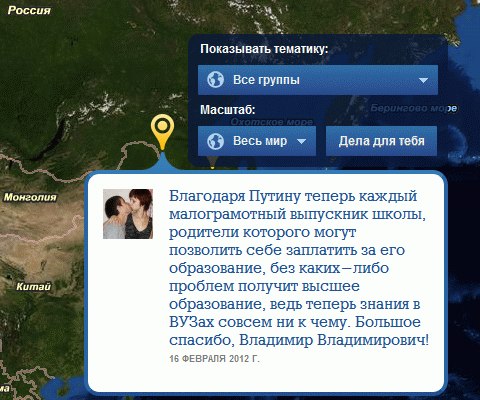 Россия
Показывать тематику:
Все группы
Масштаб:
Охотское море
Берингово море
Весь мир
Дела для тебя
Монголия
Китай
Благодаря Путину теперь каждый
малограмотный выпускник школы,
родители которого могут
позволить себе заплатить за его
образование, без каких-либо
проблем получит высшее
образование, ведь теперь знания в
ВУЗах совсем ни к чему. Большое
спасибо, Владимир Владимирович!
16 ФЕВРАЛЯ 2012 Г.